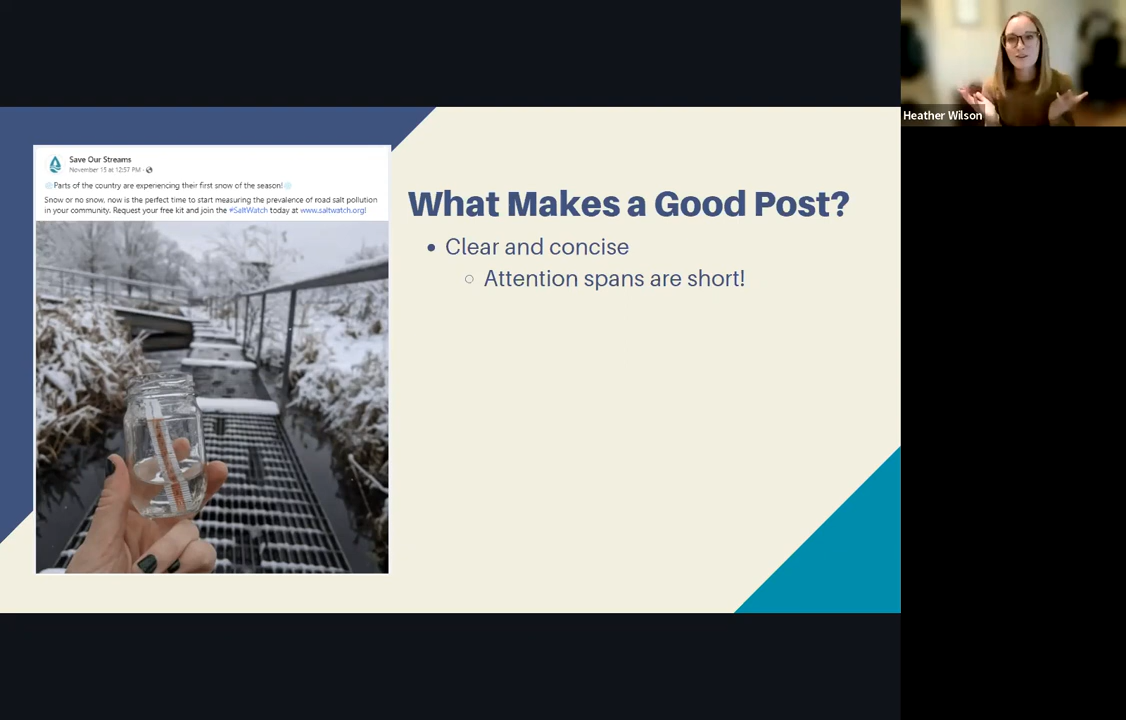 Heather Wilson
Save Our Streams
November 15 at 12:57 PM ·
Parts of the country are experiencing their first snow of the season!
Snow or no snow, now is the perfect time to start measuring the prevalence of road salt pollution
in your community. Request your free kit and join the #SaltWatch today at www.saltwatch.org!
What Makes a Good Post?
• Clear and concise
○ Attention spans are short!